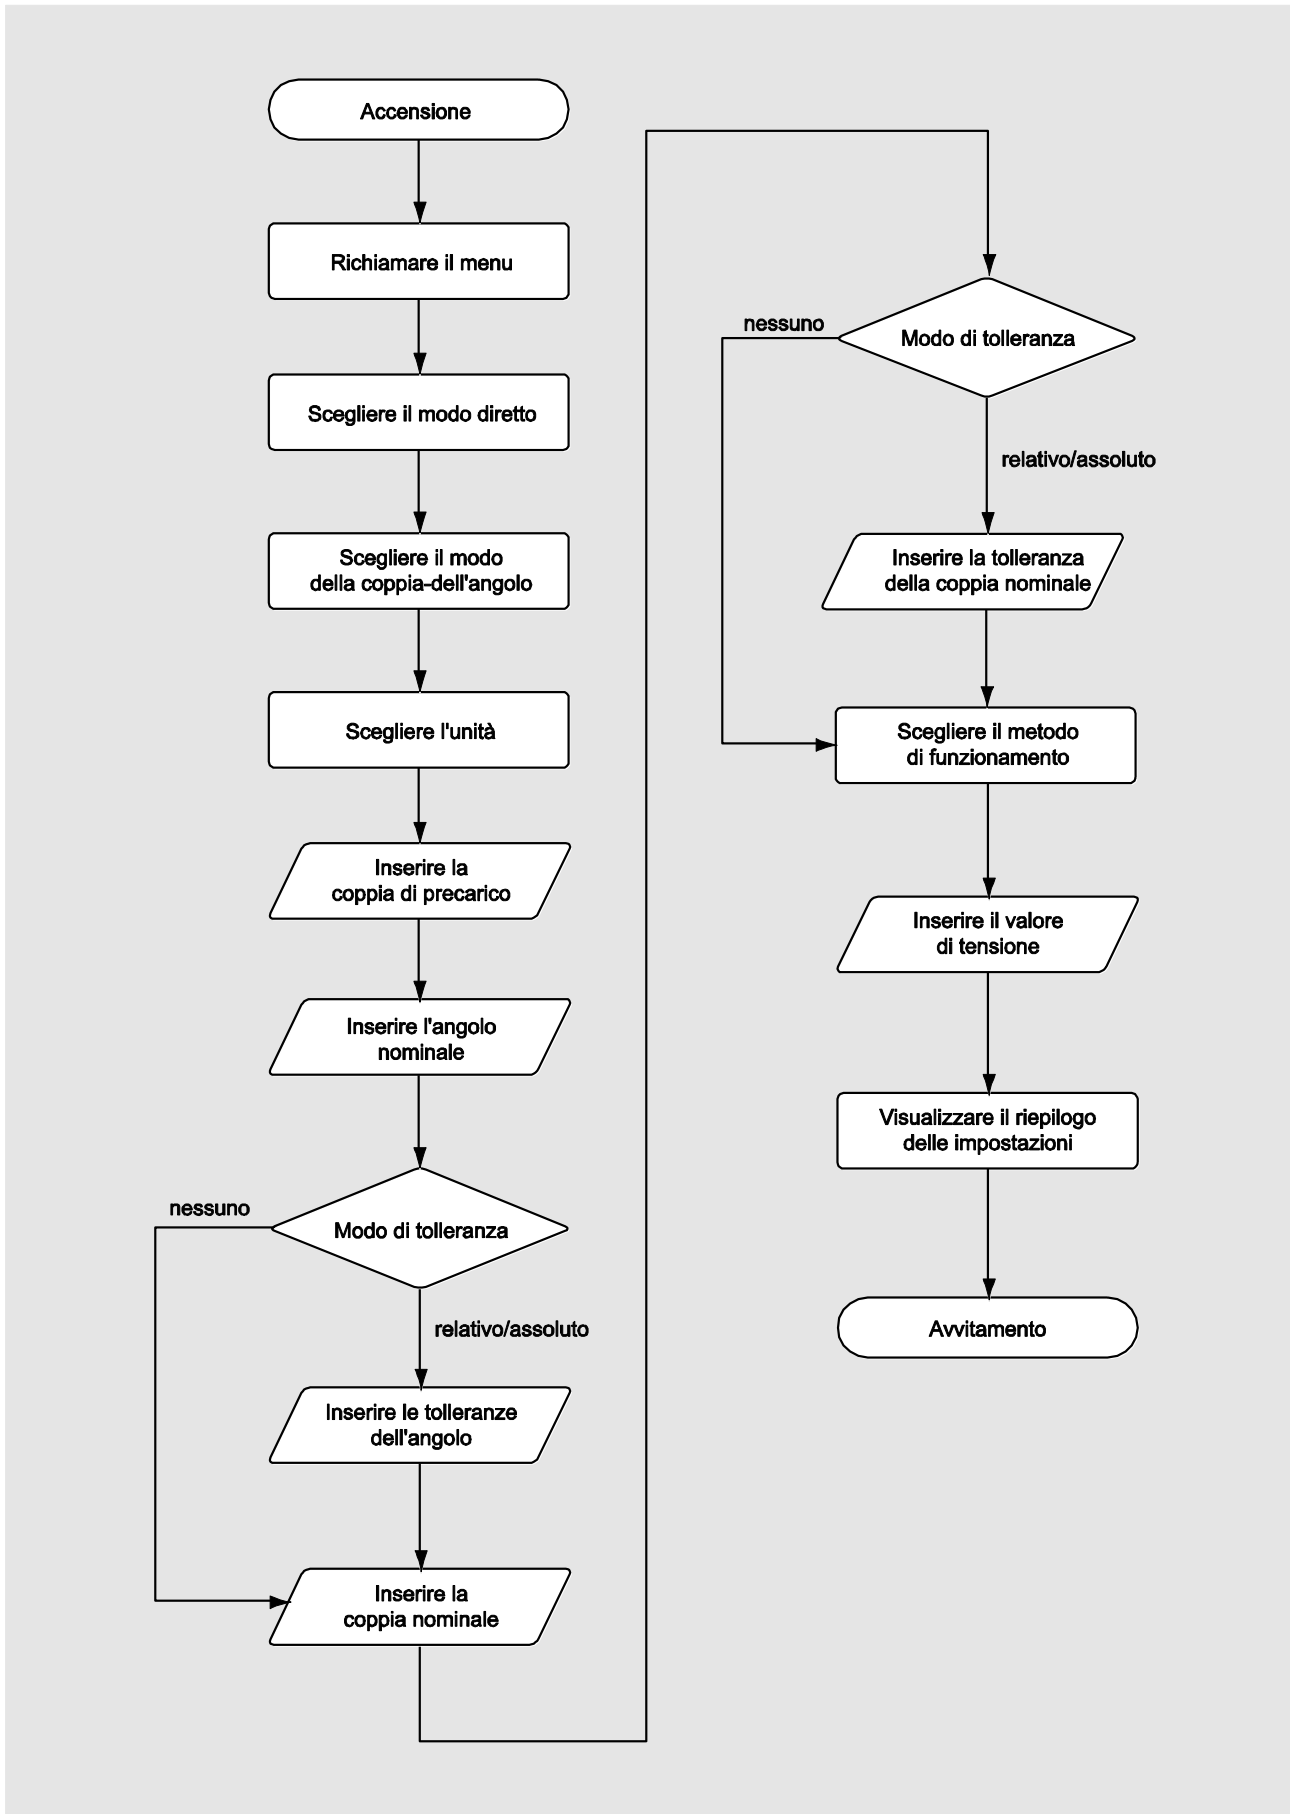 Accensione
Richiamare il menu
Scegliere il modo diretto
Scegliere il modo
della coppia-dell'angolo
Scegliere l'unità
Inserire la
coppia di precarico
Inserire l'angolo
nominale
nessuno
Modo di tolleranza
relativo/assoluto
Inserire le tolleranze
dell'angolo
Inserire la
coppia nominale
nessuno
Modo di tolleranza
relativo/assoluto
Inserire la tolleranza
della coppia nominale
Scegliere il metodo
di funzionamento
Inserire il valore
di tensione
Visualizzare il riepilogo
delle impostazioni
Avvitamento